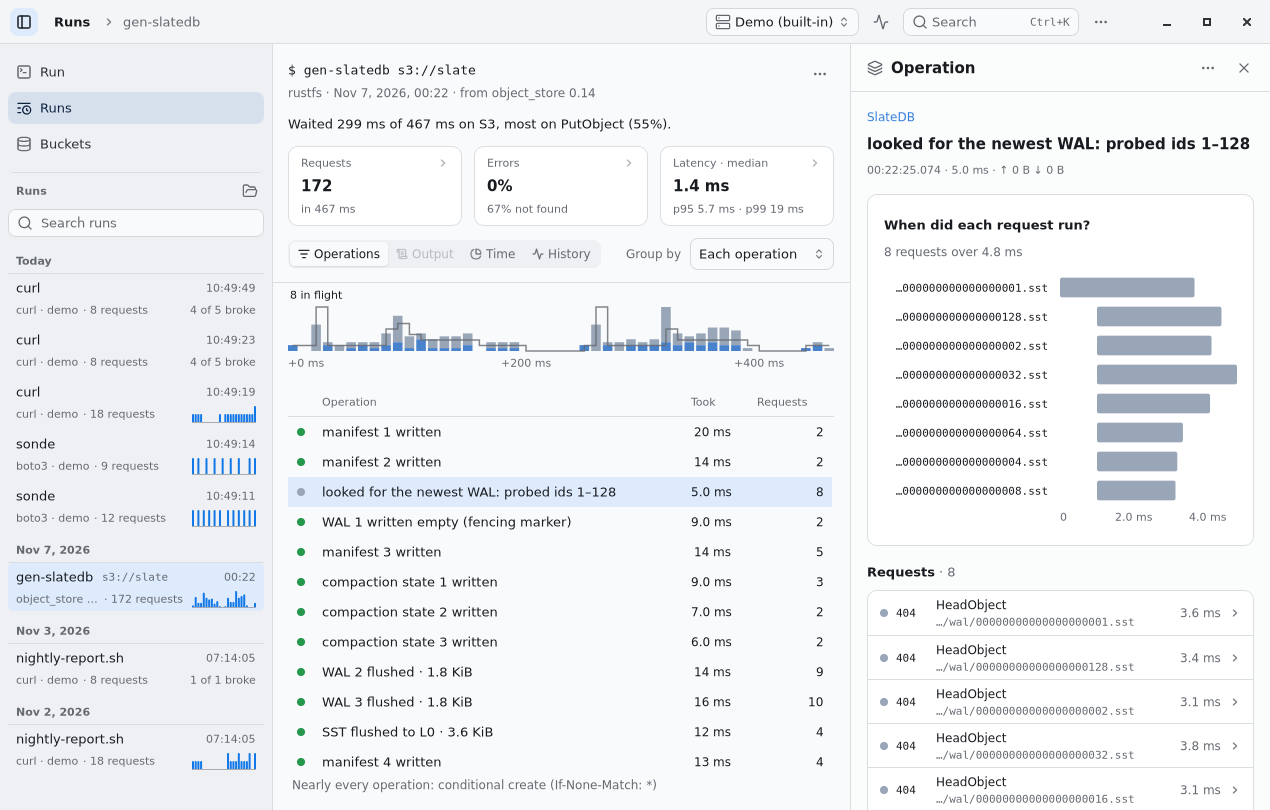 Runs > gen-slatedb
Demo (built-in)
Search Ctrl+K
Run
Runs
Buckets
Runs
Search runs
Today
curl 10:49:49
curl · demo · 8 requests 4 of 5 broke
curl 10:49:23
curl · demo · 8 requests 4 of 5 broke
curl 10:49:19
curl · demo · 18 requests
sonde 10:49:14
boto3 · demo · 9 requests
sonde 10:49:11
boto3 · demo · 12 requests
Nov 7, 2026
gen-slatedb s3://slate 00:22
object_store ... · 172 requests
Nov 3, 2026
nightly-report.sh 07:14:05
curl · demo · 8 requests 1 of 1 broke
Nov 2, 2026
nightly-report.sh 07:14:05
curl · demo · 18 requests
$ gen-slatedb s3://slate
rustfs · Nov 7, 2026, 00:22 · from object_store 0.14
Waited 299 ms of 467 ms on S3, most on PutObject (55%).
Requests
172
in 467 ms
Errors
0%
67% not found
Latency · median
1.4 ms
p95 5.7 ms · p99 19 ms
Operations Output Time History Group by Each operation
8 in flight
+0 ms +200 ms +400 ms
Operation Took Requests
manifest 1 written 20 ms 2
manifest 2 written 14 ms 2
looked for the newest WAL: probed ids 1–128 5.0 ms 8
WAL 1 written empty (fencing marker) 9.0 ms 2
manifest 3 written 14 ms 5
compaction state 1 written 9.0 ms 3
compaction state 2 written 7.0 ms 2
compaction state 3 written 6.0 ms 2
WAL 2 flushed · 1.8 KiB 14 ms 9
WAL 3 flushed · 1.8 KiB 16 ms 10
SST flushed to L0 · 3.6 KiB 12 ms 4
manifest 4 written 13 ms 4
Nearly every operation: conditional create (If-None-Match: *)
Operation
SlateDB
looked for the newest WAL: probed ids 1–128
00:22:25.074 · 5.0 ms · ↑ 0 B ↓ 0 B
When did each request run?
8 requests over 4.8 ms
…000000000000000001.sst
…000000000000000128.sst
…000000000000000002.sst
…000000000000000032.sst
…000000000000000016.sst
…000000000000000064.sst
…000000000000000004.sst
…000000000000000008.sst
0 2.0 ms 4.0 ms
Requests · 8
404 HeadObject 3.6 ms
…/wal/00000000000000000001.sst
404 HeadObject 3.4 ms
…/wal/00000000000000000128.sst
404 HeadObject 3.1 ms
…/wal/00000000000000000002.sst
404 HeadObject 3.8 ms
…/wal/00000000000000000032.sst
404 HeadObject 3.1 ms
…/wal/00000000000000000016.sst